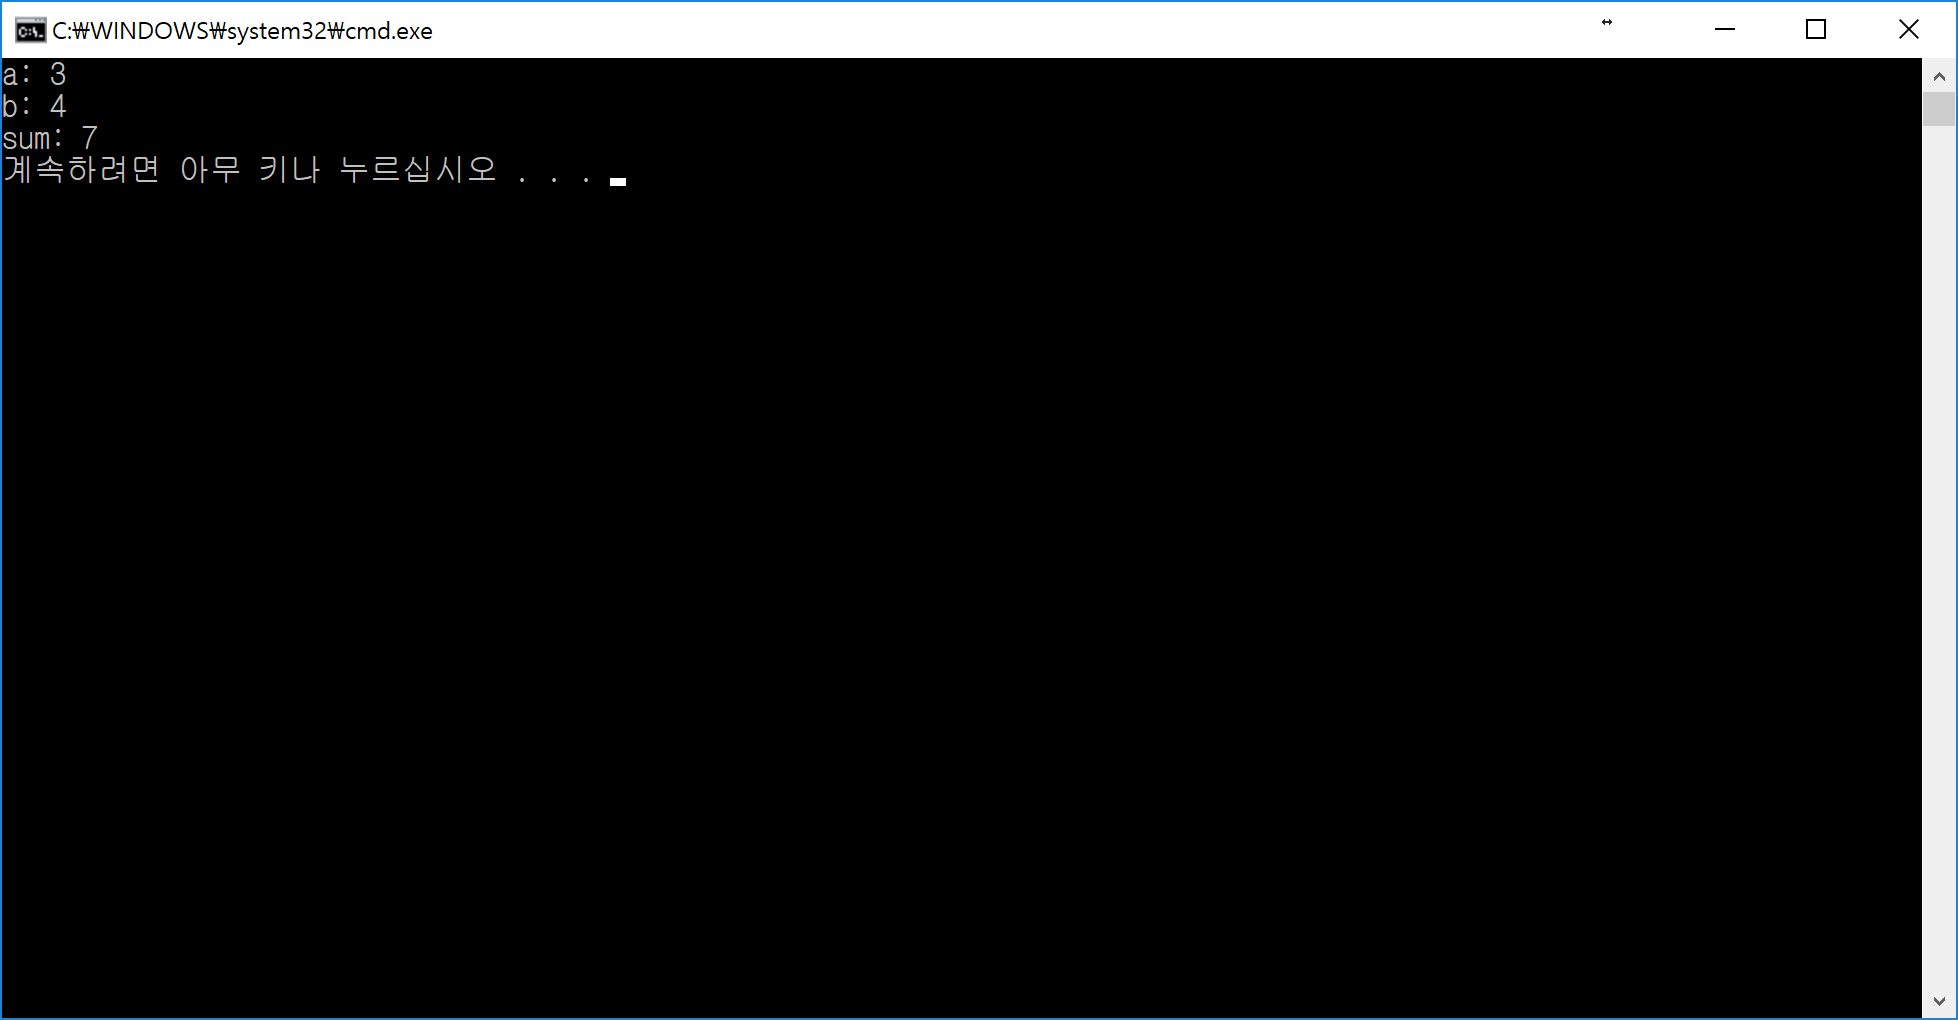 C:₩WINDOWS₩system32₩cmd.exe
a: 3
b: 4
sum: 7
계속하려면 아무 키나 누르십시오 . . .